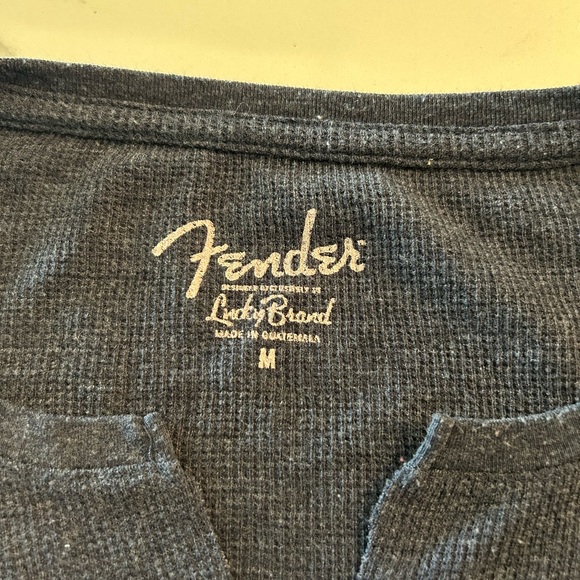 Fender
DESIGNED EXCLUSIVELY BY
Lucky Brand
MADE IN GUATEMALA
M